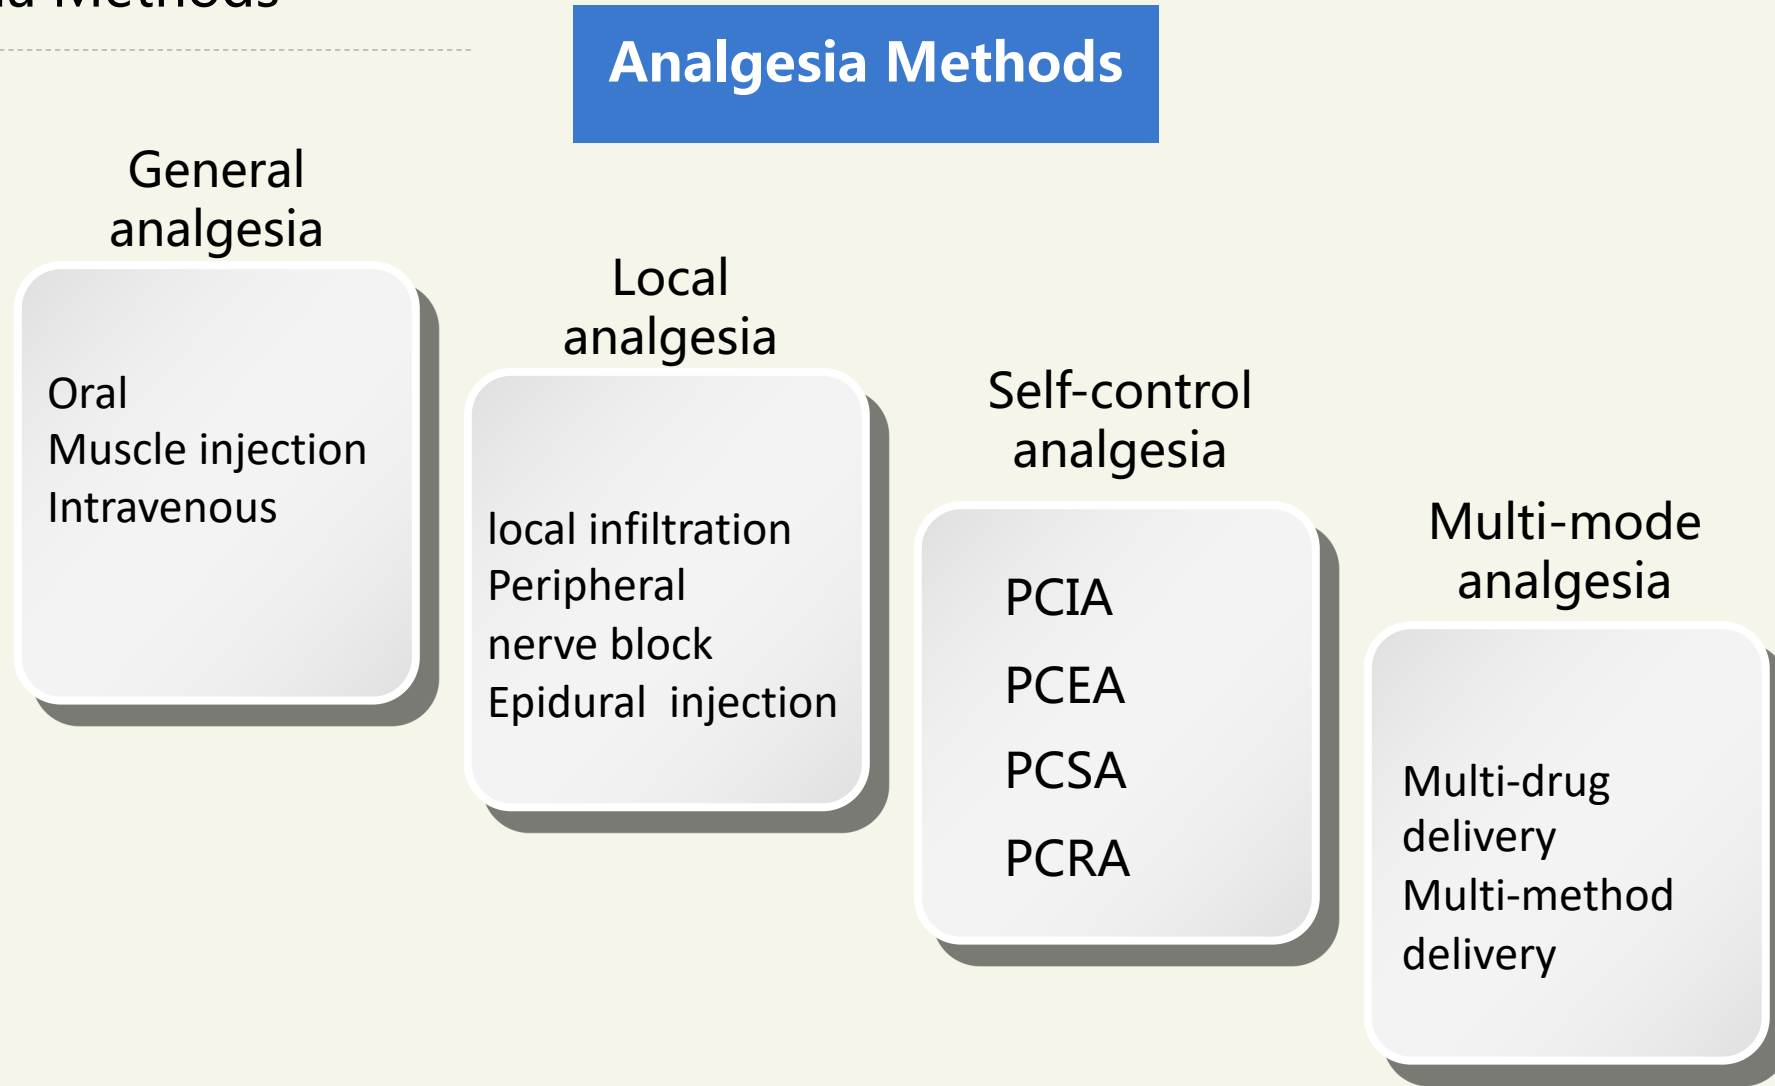 Methods
Analgesia Methods
General
analgesia
Oral
Muscle injection
Intravenous
Local
analgesia
local infiltration
Peripheral
nerve block
Epidural  injection
Self-control
analgesia
PCIA
PCEA
PCSA
PCRA
Multi-mode
analgesia
Multi-drug
delivery
Multi-method
delivery